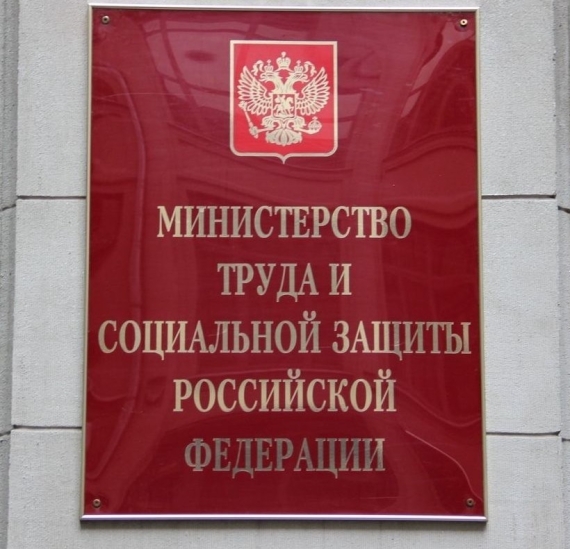 МИНИСТЕРСТВО
ТРУДА И
СОЦИАЛЬНОЙ ЗАЩИТЫ
РОССИЙСКОЙ
ФЕДЕРАЦИИ